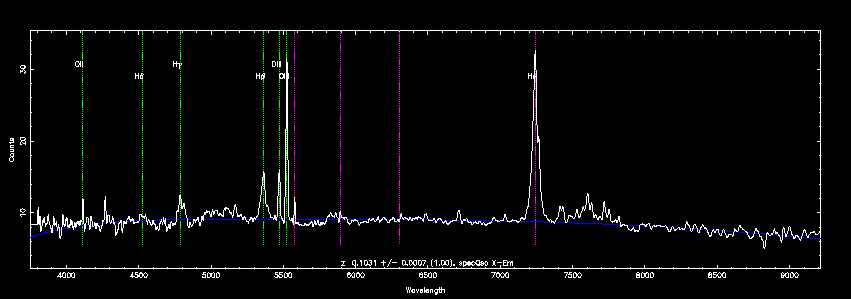 OII Hγ OIII
Hδ Hβ OIII Hα
30
20
10
Counts
4000 4500 5000 5500 6000 6500 7000 7500 8000 8500 9000
z 0.1031 +/- 0.0007 (1.00), specQso X-Em
Wavelength